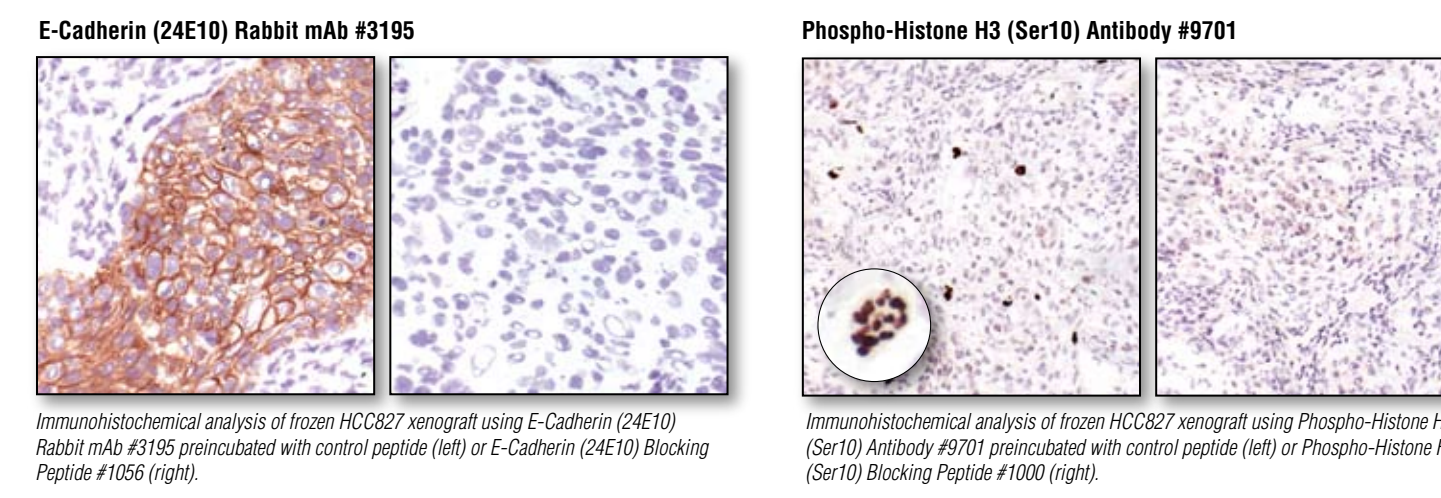 E-Cadherin (24E10) Rabbit mAb #3195
Immunohistochemical analysis of frozen HCC827 xenograft using E-Cadherin (24E10)
Rabbit mAb #3195 preincubated with control peptide (left) or E-Cadherin (24E10) Blocking
Peptide #1056 (right).
Phospho-Histone H3 (Ser10) Antibody #9701
Immunohistochemical analysis of frozen HCC827 xenograft using Phospho-Histone
(Ser10) Antibody #9701 preincubated with control peptide (left) or Phospho-Histone
(Ser10) Blocking Peptide #1000 (right).